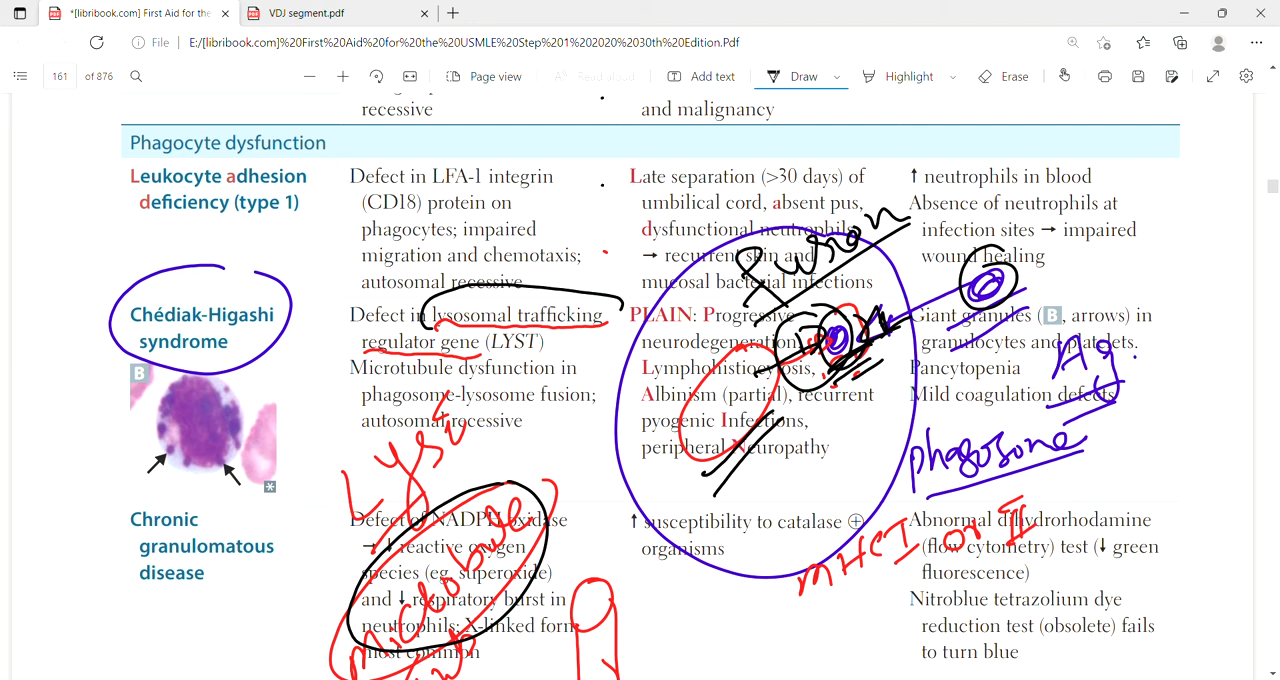 *[libribook.com] First Aid for the
VDJ segment.pdf
File
E:/[libribook.com]%20First%20Aid%20for%20the%20USMLE%20Step%201%202020%2030th%20Edition.Pdf
161 of 876
Page view
Read aloud
Add text
Draw
Highlight
Erase
recessive
and malignancy
Phagocyte dysfunction
Leukocyte adhesion
deficiency (type 1)
Defect in LFA-1 integrin
(CD18) protein on
phagocytes; impaired
migration and chemotaxis;
autosomal recessive
Late separation (>30 days) of
umbilical cord, absent pus,
dysfunctional neutrophils
→ recurrent skin and
mucosal bacterial infections
↑ neutrophils in blood
Absence of neutrophils at
infection sites → impaired
wound healing
Chédiak-Higashi
syndrome
B
Defect in lysosomal trafficking
regulator gene (LYST)
Microtubule dysfunction in
phagosome-lysosome fusion;
autosomal recessive
PLAIN: Progressive
neurodegeneration,
Lymphohistiocytosis,
Albinism (partial), recurrent
pyogenic Infections,
peripheral Neuropathy
Giant granules (B, arrows) in
granulocytes and platelets.
Pancytopenia
Mild coagulation defects
Chronic
granulomatous
disease
Defect of NADPH oxidase
→ ↓ reactive oxygen
species (eg, superoxide)
and ↓ respiratory burst in
neutrophils; X-linked form
most common
↑ susceptibility to catalase ⊕
organisms
Abnormal dihydrorhodamine
(flow cytometry) test (↓ green
fluorescence)
Nitroblue tetrazolium dye
reduction test (obsolete) fails
to turn blue
fusion
Ag
phagosone
MHC I or II
microbule